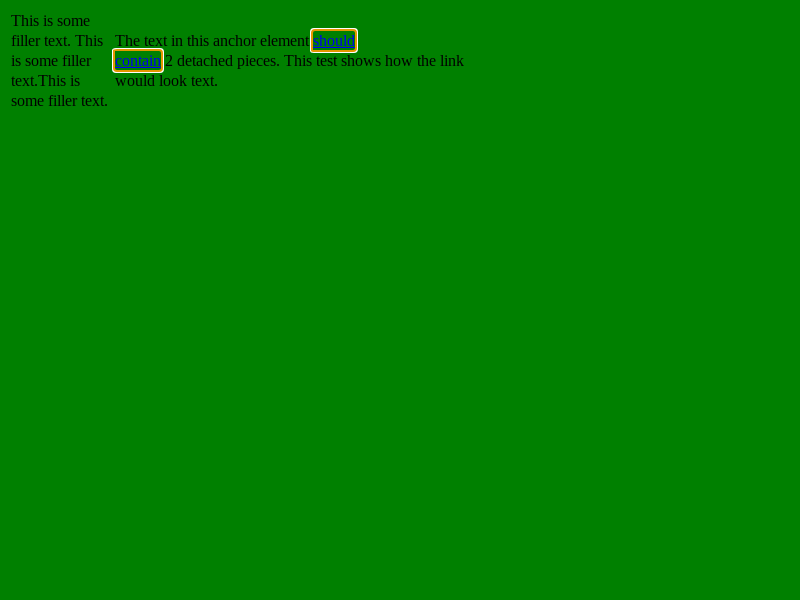 This is some
filler text. This
is some filler
text.This is
some filler text.
The text in this anchor element should
contain 2 detached pieces. This test shows how the link
would look text.